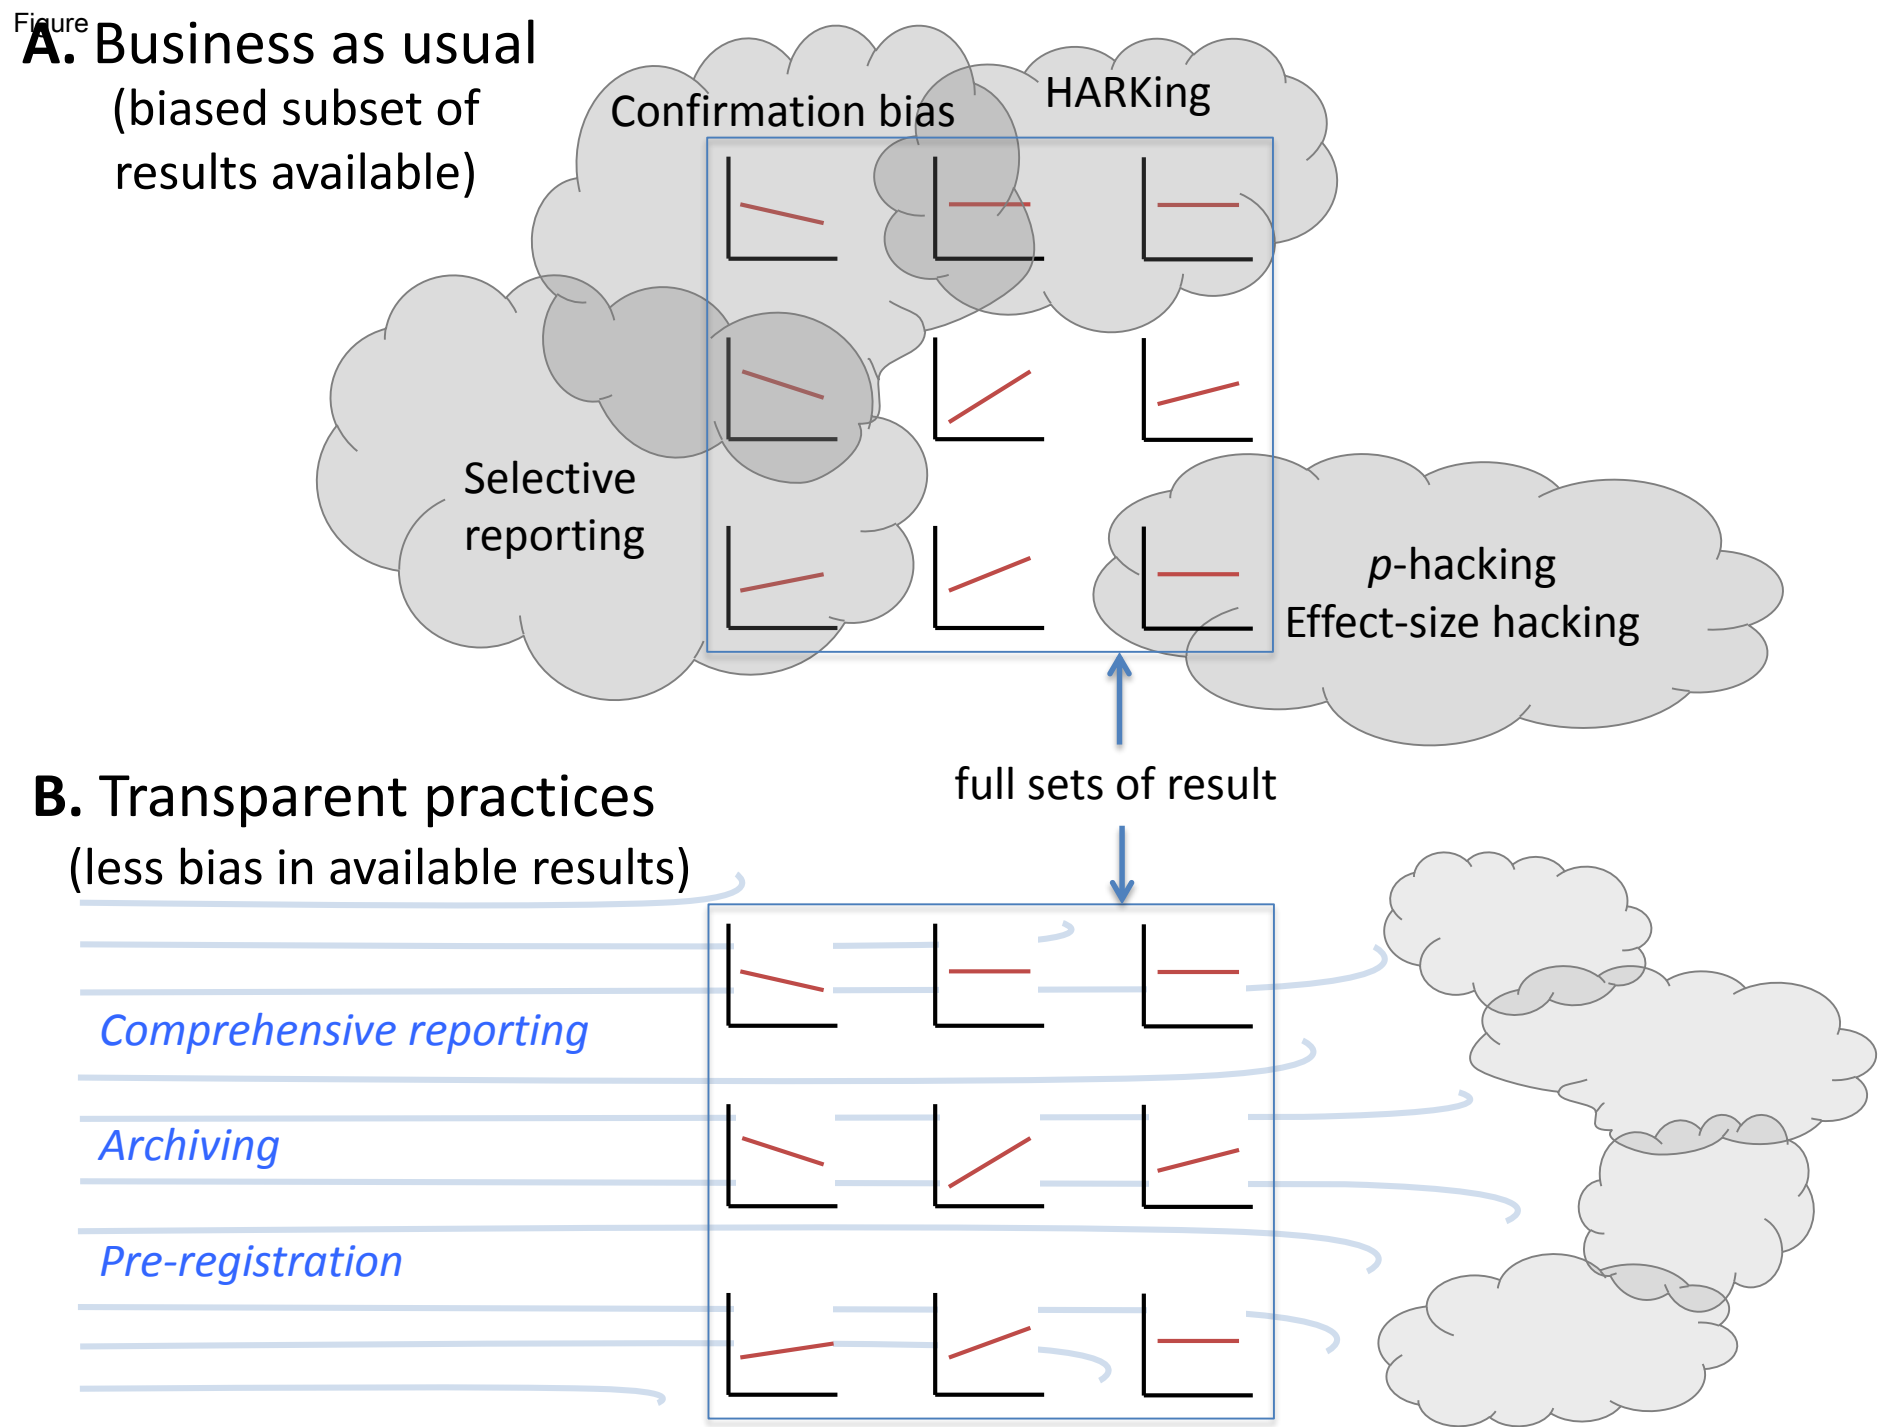 Figure
A. Business as usual
(biased subset of
results available)
Confirmation bias
HARKing
Selective
reporting
p-hacking
Effect-size hacking
full sets of result
B. Transparent practices
(less bias in available results)
Comprehensive reporting
Archiving
Pre-registration